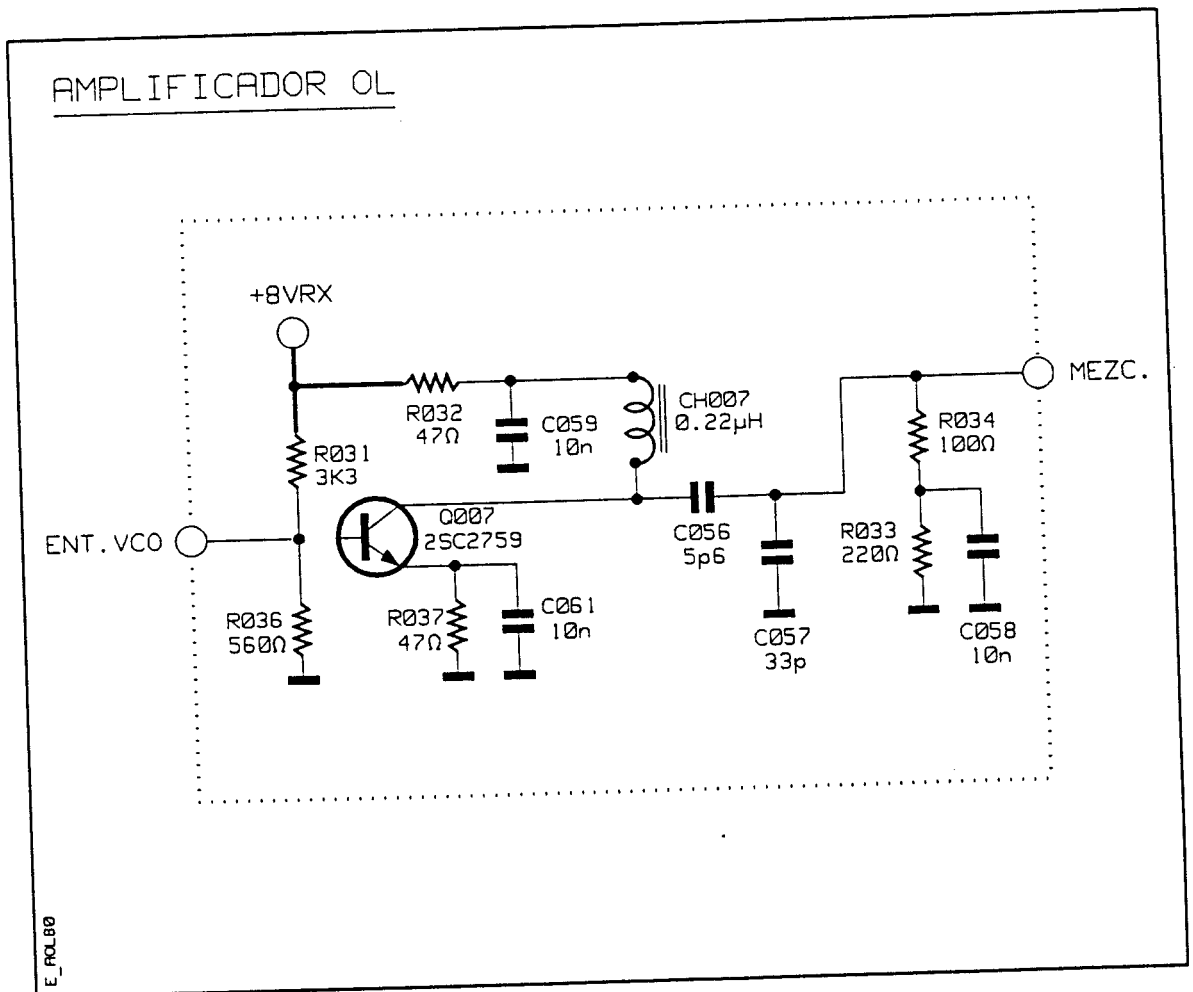 AMPLIFICADOR OL
+8VRX
R032
47Ω
C059
10n
CH007
0.22µH
MEZC.
R034
100Ω
R031
3K3
ENT.VCO
Q007
2SC2759
C056
5p6
R033
220Ω
R036
560Ω
R037
47Ω
C061
10n
C057
33p
C058
10n
E_AOL80